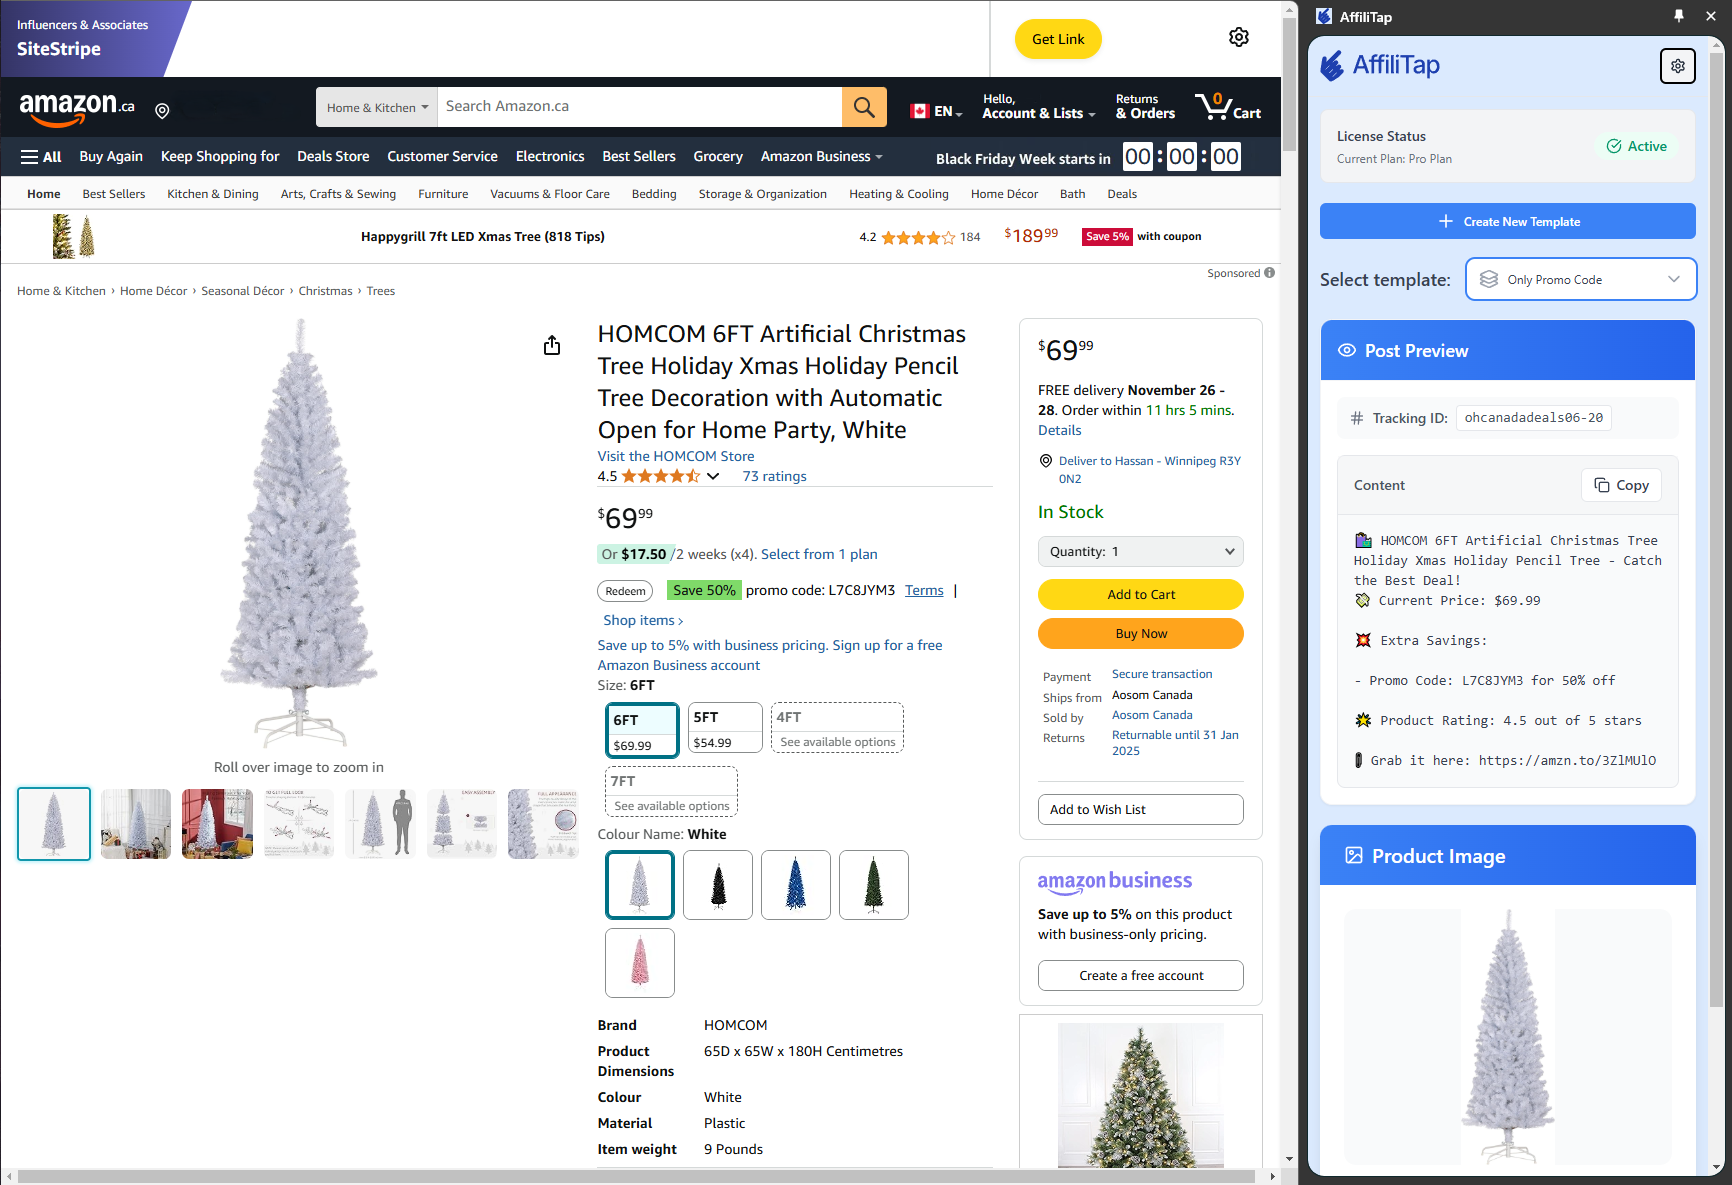 Influencers & Associates
SiteStripe
Get Link
amazon.ca
Home & Kitchen
Search Amazon.ca
EN
Hello,
Account & Lists
Returns
& Orders
0
Cart
All
Buy Again
Keep Shopping for
Deals Store
Customer Service
Electronics
Best Sellers
Grocery
Amazon Business
Black Friday Week starts in
00 : 00 : 00
Home
Best Sellers
Kitchen & Dining
Arts, Crafts & Sewing
Furniture
Vacuums & Floor Care
Bedding
Storage & Organization
Heating & Cooling
Home Décor
Bath
Deals
Happygrill 7ft LED Xmas Tree (818 Tips)
4.2
184
$189.99
Save 5% with coupon
Sponsored
Home & Kitchen › Home Décor › Seasonal Décor › Christmas › Trees
Roll over image to zoom in
EASY ASSEMBLY
HOMCOM 6FT Artificial Christmas
Tree Holiday Xmas Holiday Pencil
Tree Decoration with Automatic
Open for Home Party, White
Visit the HOMCOM Store
4.5
73 ratings
$69.99
Or $17.50 /2 weeks (x4). Select from 1 plan
Redeem
Save 50% promo code: L7C8JYM3 Terms |
Shop items ›
Save up to 5% with business pricing. Sign up for a free
Amazon Business account
Size: 6FT
6FT
$69.99
5FT
$54.99
4FT
See available options
7FT
See available options
Colour Name: White
Brand HOMCOM
Product
Dimensions
65D x 65W x 180H Centimetres
Colour White
Material Plastic
Item weight 9 Pounds
$69.99
FREE delivery November 26 -
28. Order within 11 hrs 5 mins.
Details
Deliver to Hassan - Winnipeg R3Y
0N2
In Stock
Quantity: 1
Add to Cart
Buy Now
Payment Secure transaction
Ships from Aosom Canada
Sold by Aosom Canada
Returns Returnable until 31 Jan
2025
Add to Wish List
amazon business
Save up to 5% on this product
with business-only pricing.
Create a free account
AffiliTap
AffiliTap
License Status
Current Plan: Pro Plan
Active
Create New Template
Select template:
Only Promo Code
Post Preview
# Tracking ID: ohcanadadeals06-20
Content
Copy
🛍️ HOMCOM 6FT Artificial Christmas Tree
Holiday Xmas Holiday Pencil Tree - Catch
the Best Deal!
Current Price: $69.99
💥 Extra Savings:
- Promo Code: L7C8JYM3 for 50% off
🌟 Product Rating: 4.5 out of 5 stars
Grab it here: https://amzn.to/3ZlMUlO
Product Image